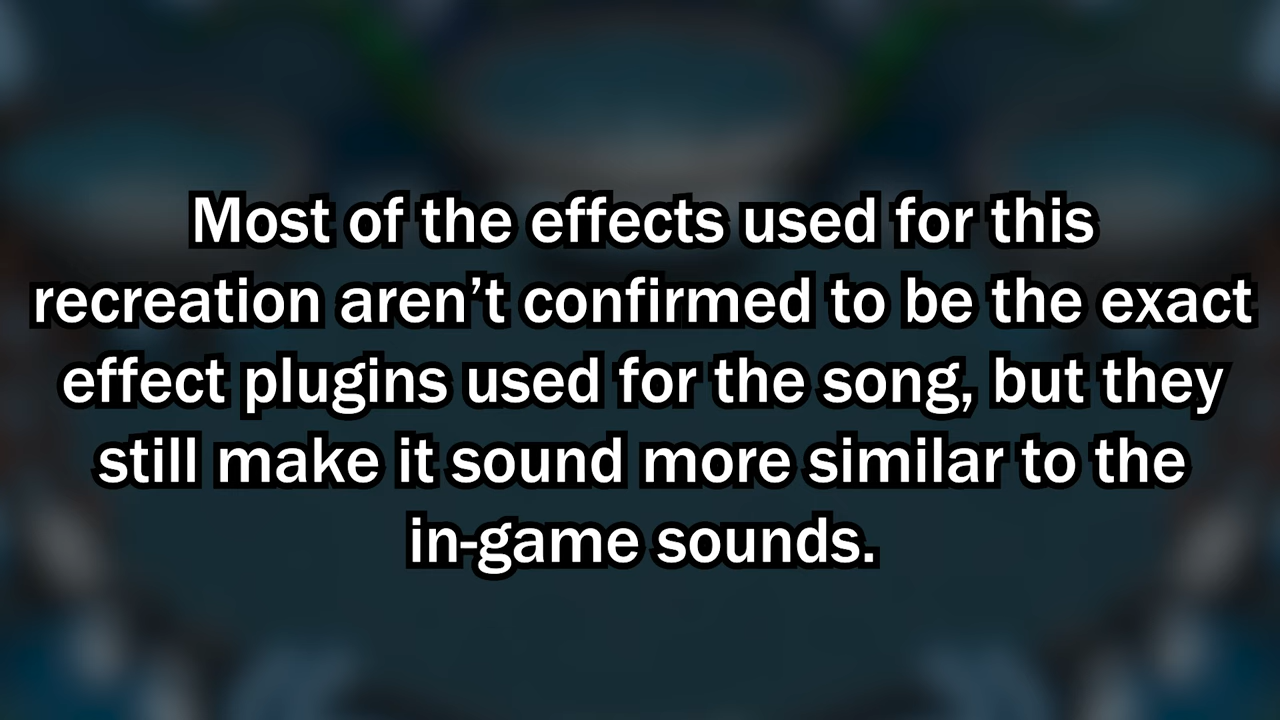 Most of the effects used for this
recreation aren’t confirmed to be the exact
effect plugins used for the song, but they
still make it sound more similar to the
in-game sounds.